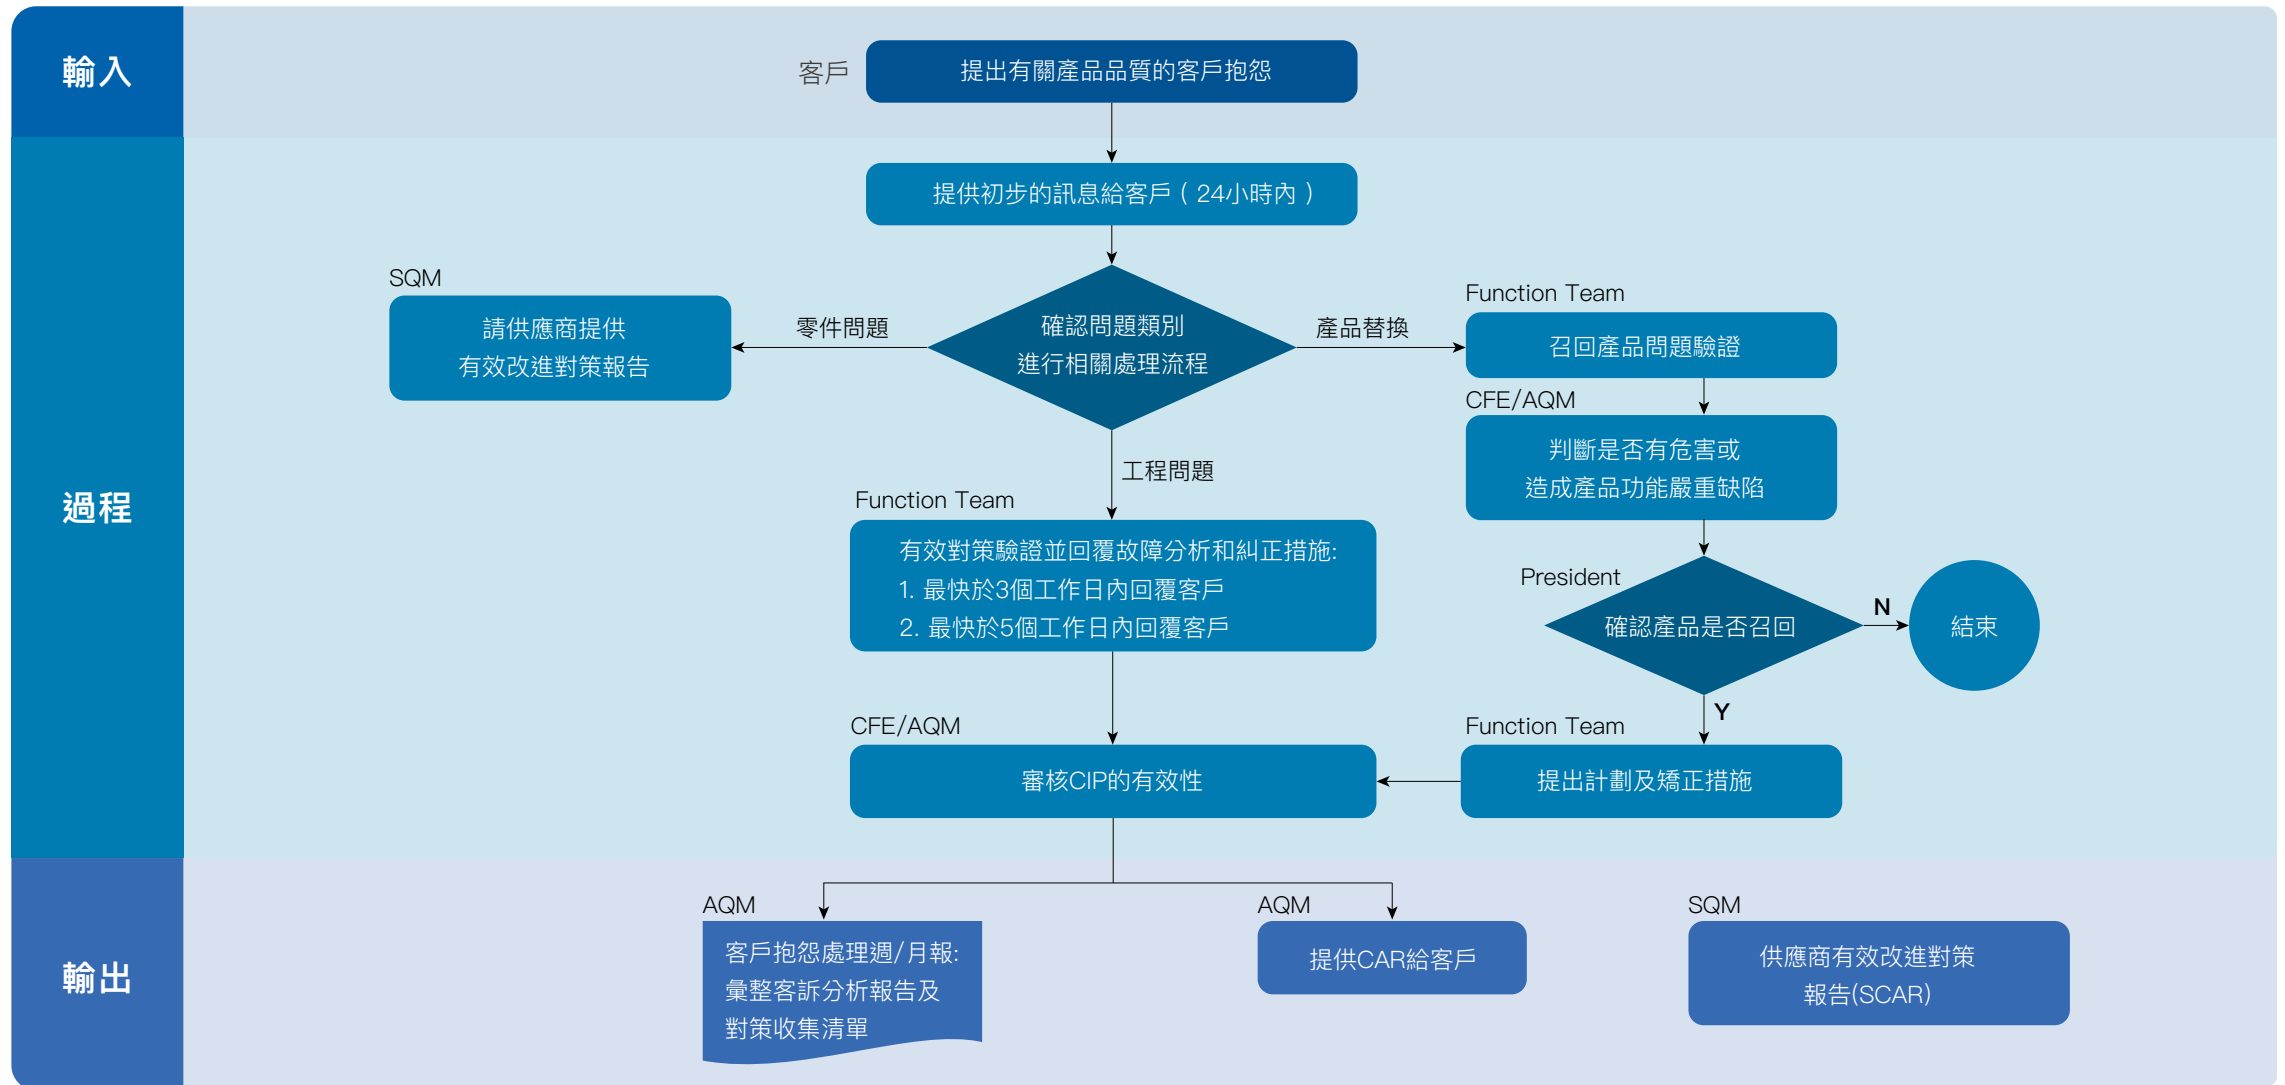 輸入
客戶
提出有關產品品質的客戶抱怨
過程
提供初步的訊息給客戶（24小時內）
SQM
請供應商提供
有效改進對策報告
零件問題
確認問題類別
進行相關處理流程
產品替換
Function Team
召回產品問題驗證
CFE/AQM
判斷是否有危害或
造成產品功能嚴重缺陷
工程問題
Function Team
有效對策驗證並回覆故障分析和糾正措施:
1. 最快於3個工作日內回覆客戶
2. 最快於5個工作日內回覆客戶
President
確認產品是否召回
N
結束
Y
CFE/AQM
審核CIP的有效性
Function Team
提出計劃及矯正措施
輸出
AQM
客戶抱怨處理週/月報:
彙整客訴分析報告及
對策收集清單
AQM
提供CAR給客戶
SQM
供應商有效改進對策
報告(SCAR)